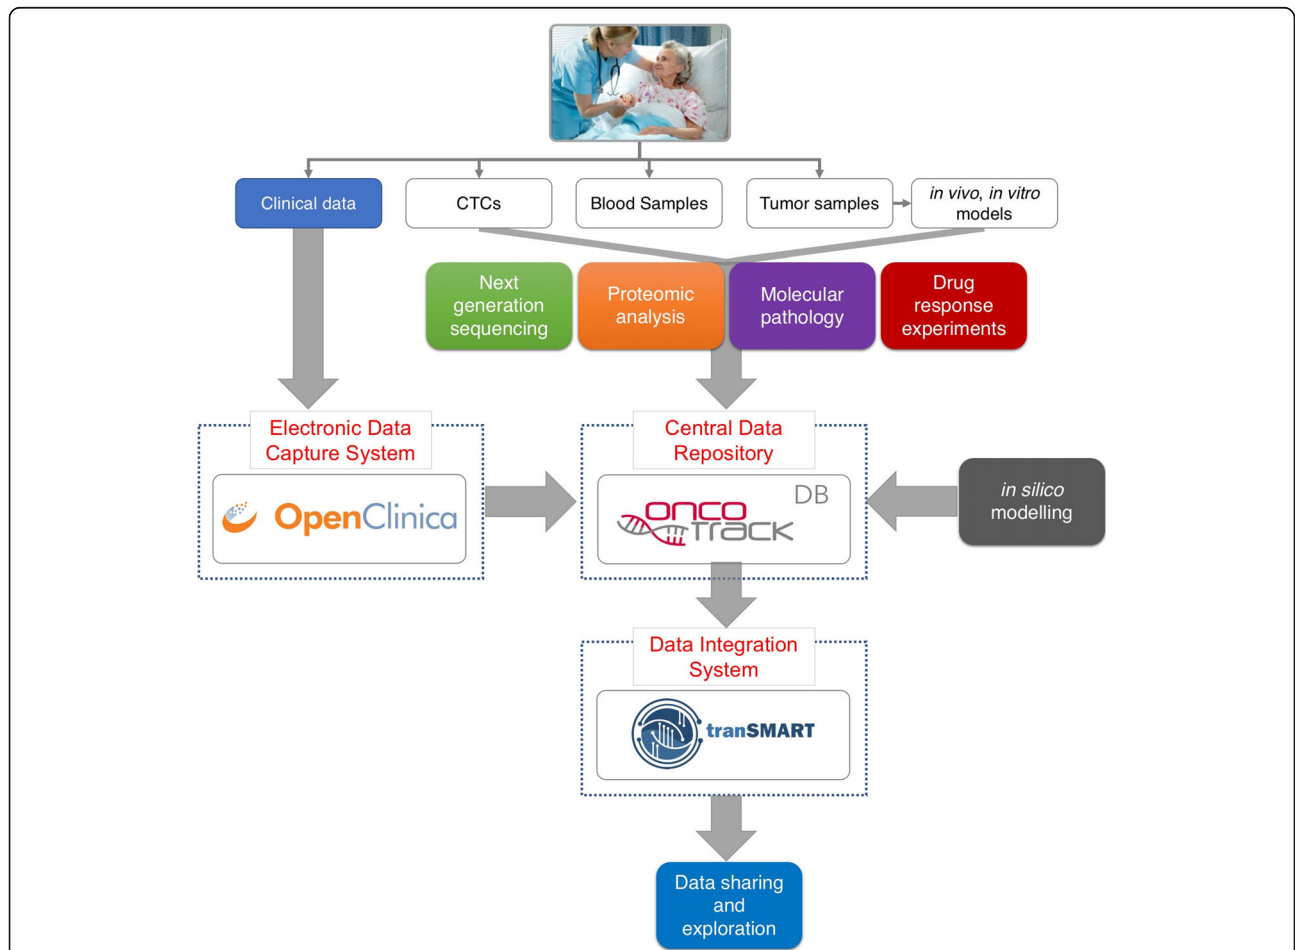 Clinical data
CTCs
Blood Samples
Tumor samples
in vivo, in vitro
models
Next
generation
sequencing
Proteomic
analysis
Molecular
pathology
Drug
response
experiments
Electronic Data
Capture System
OpenClinica
Central Data
Repository
DB
onco
Track
in silico
modelling
Data Integration
System
tranSMART
Data sharing
and
exploration